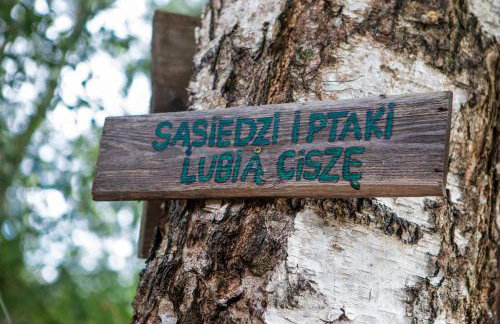 SĄSIEDZI I PTAKI
LUBIĄ CiSZĘ